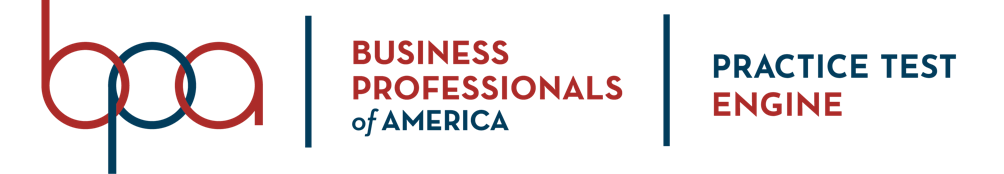 bpa
BUSINESS
PROFESSIONALS
of AMERICA
PRACTICE TEST
ENGINE